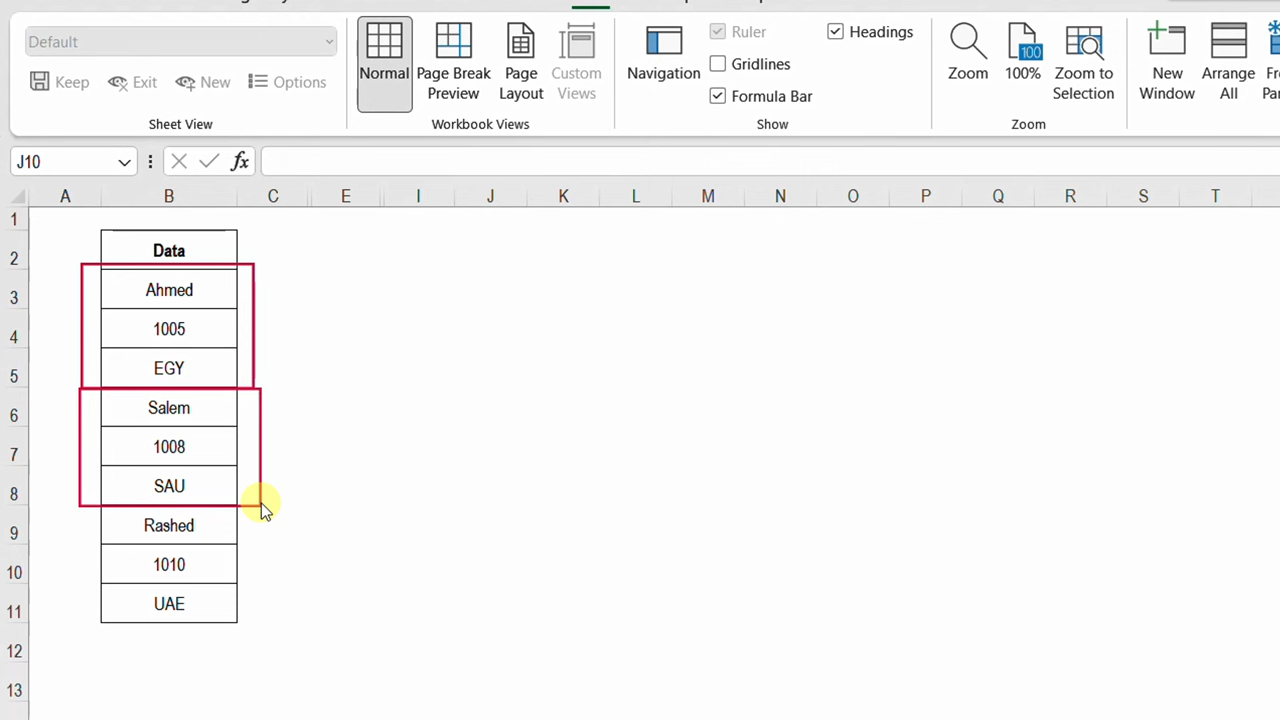 Default
Keep Exit New Options
Sheet View
Normal
Page Break
Preview
Page
Layout
Custom
Views
Workbook Views
Navigation
Ruler
Gridlines
Formula Bar
Headings
Show
Zoom
100
100%
Zoom to
Selection
Zoom
New
Window
Arrange
All
J10
fx
A B C E I J K L M N O P Q R S T
1
2 Data
3 Ahmed
4 1005
5 EGY
6 Salem
7 1008
8 SAU
9 Rashed
10 1010
11 UAE
12
13